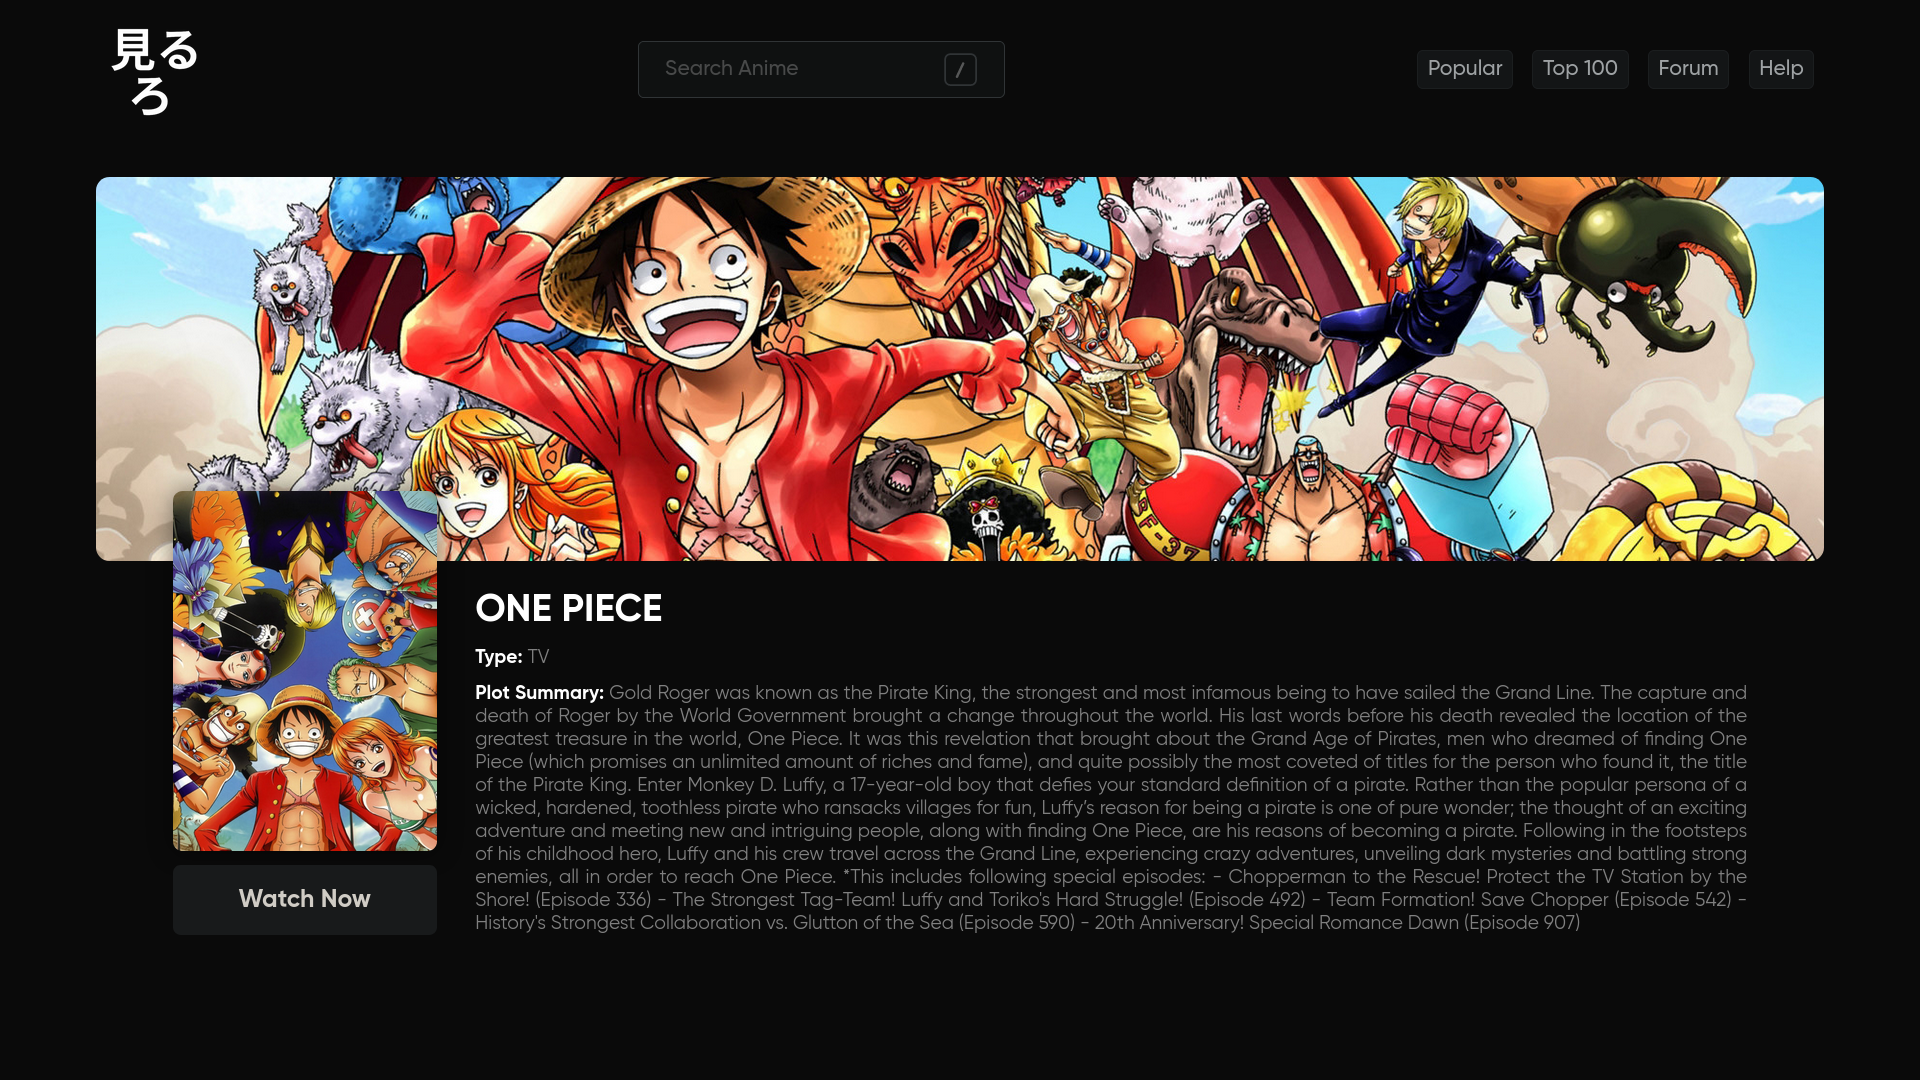 見る
ろ
Search Anime /
Popular Top 100 Forum Help
BF-37
ONE PIECE
Type: TV
Plot Summary: Gold Roger was known as the Pirate King, the strongest and most infamous being to have sailed the Grand Line. The capture and
death of Roger by the World Government brought a change throughout the world. His last words before his death revealed the location of the
greatest treasure in the world, One Piece. It was this revelation that brought about the Grand Age of Pirates, men who dreamed of finding One
Piece (which promises an unlimited amount of riches and fame), and quite possibly the most coveted of titles for the person who found it, the title
of the Pirate King. Enter Monkey D. Luffy, a 17-year-old boy that defies your standard definition of a pirate. Rather than the popular persona of a
wicked, hardened, toothless pirate who ransacks villages for fun, Luffy’s reason for being a pirate is one of pure wonder; the thought of an exciting
adventure and meeting new and intriguing people, along with finding One Piece, are his reasons of becoming a pirate. Following in the footsteps
of his childhood hero, Luffy and his crew travel across the Grand Line, experiencing crazy adventures, unveiling dark mysteries and battling strong
enemies, all in order to reach One Piece. *This includes following special episodes: - Chopperman to the Rescue! Protect the TV Station by the
Shore! (Episode 336) - The Strongest Tag-Team! Luffy and Toriko's Hard Struggle! (Episode 492) - Team Formation! Save Chopper (Episode 542) -
History's Strongest Collaboration vs. Glutton of the Sea (Episode 590) - 20th Anniversary! Special Romance Dawn (Episode 907)
Watch Now